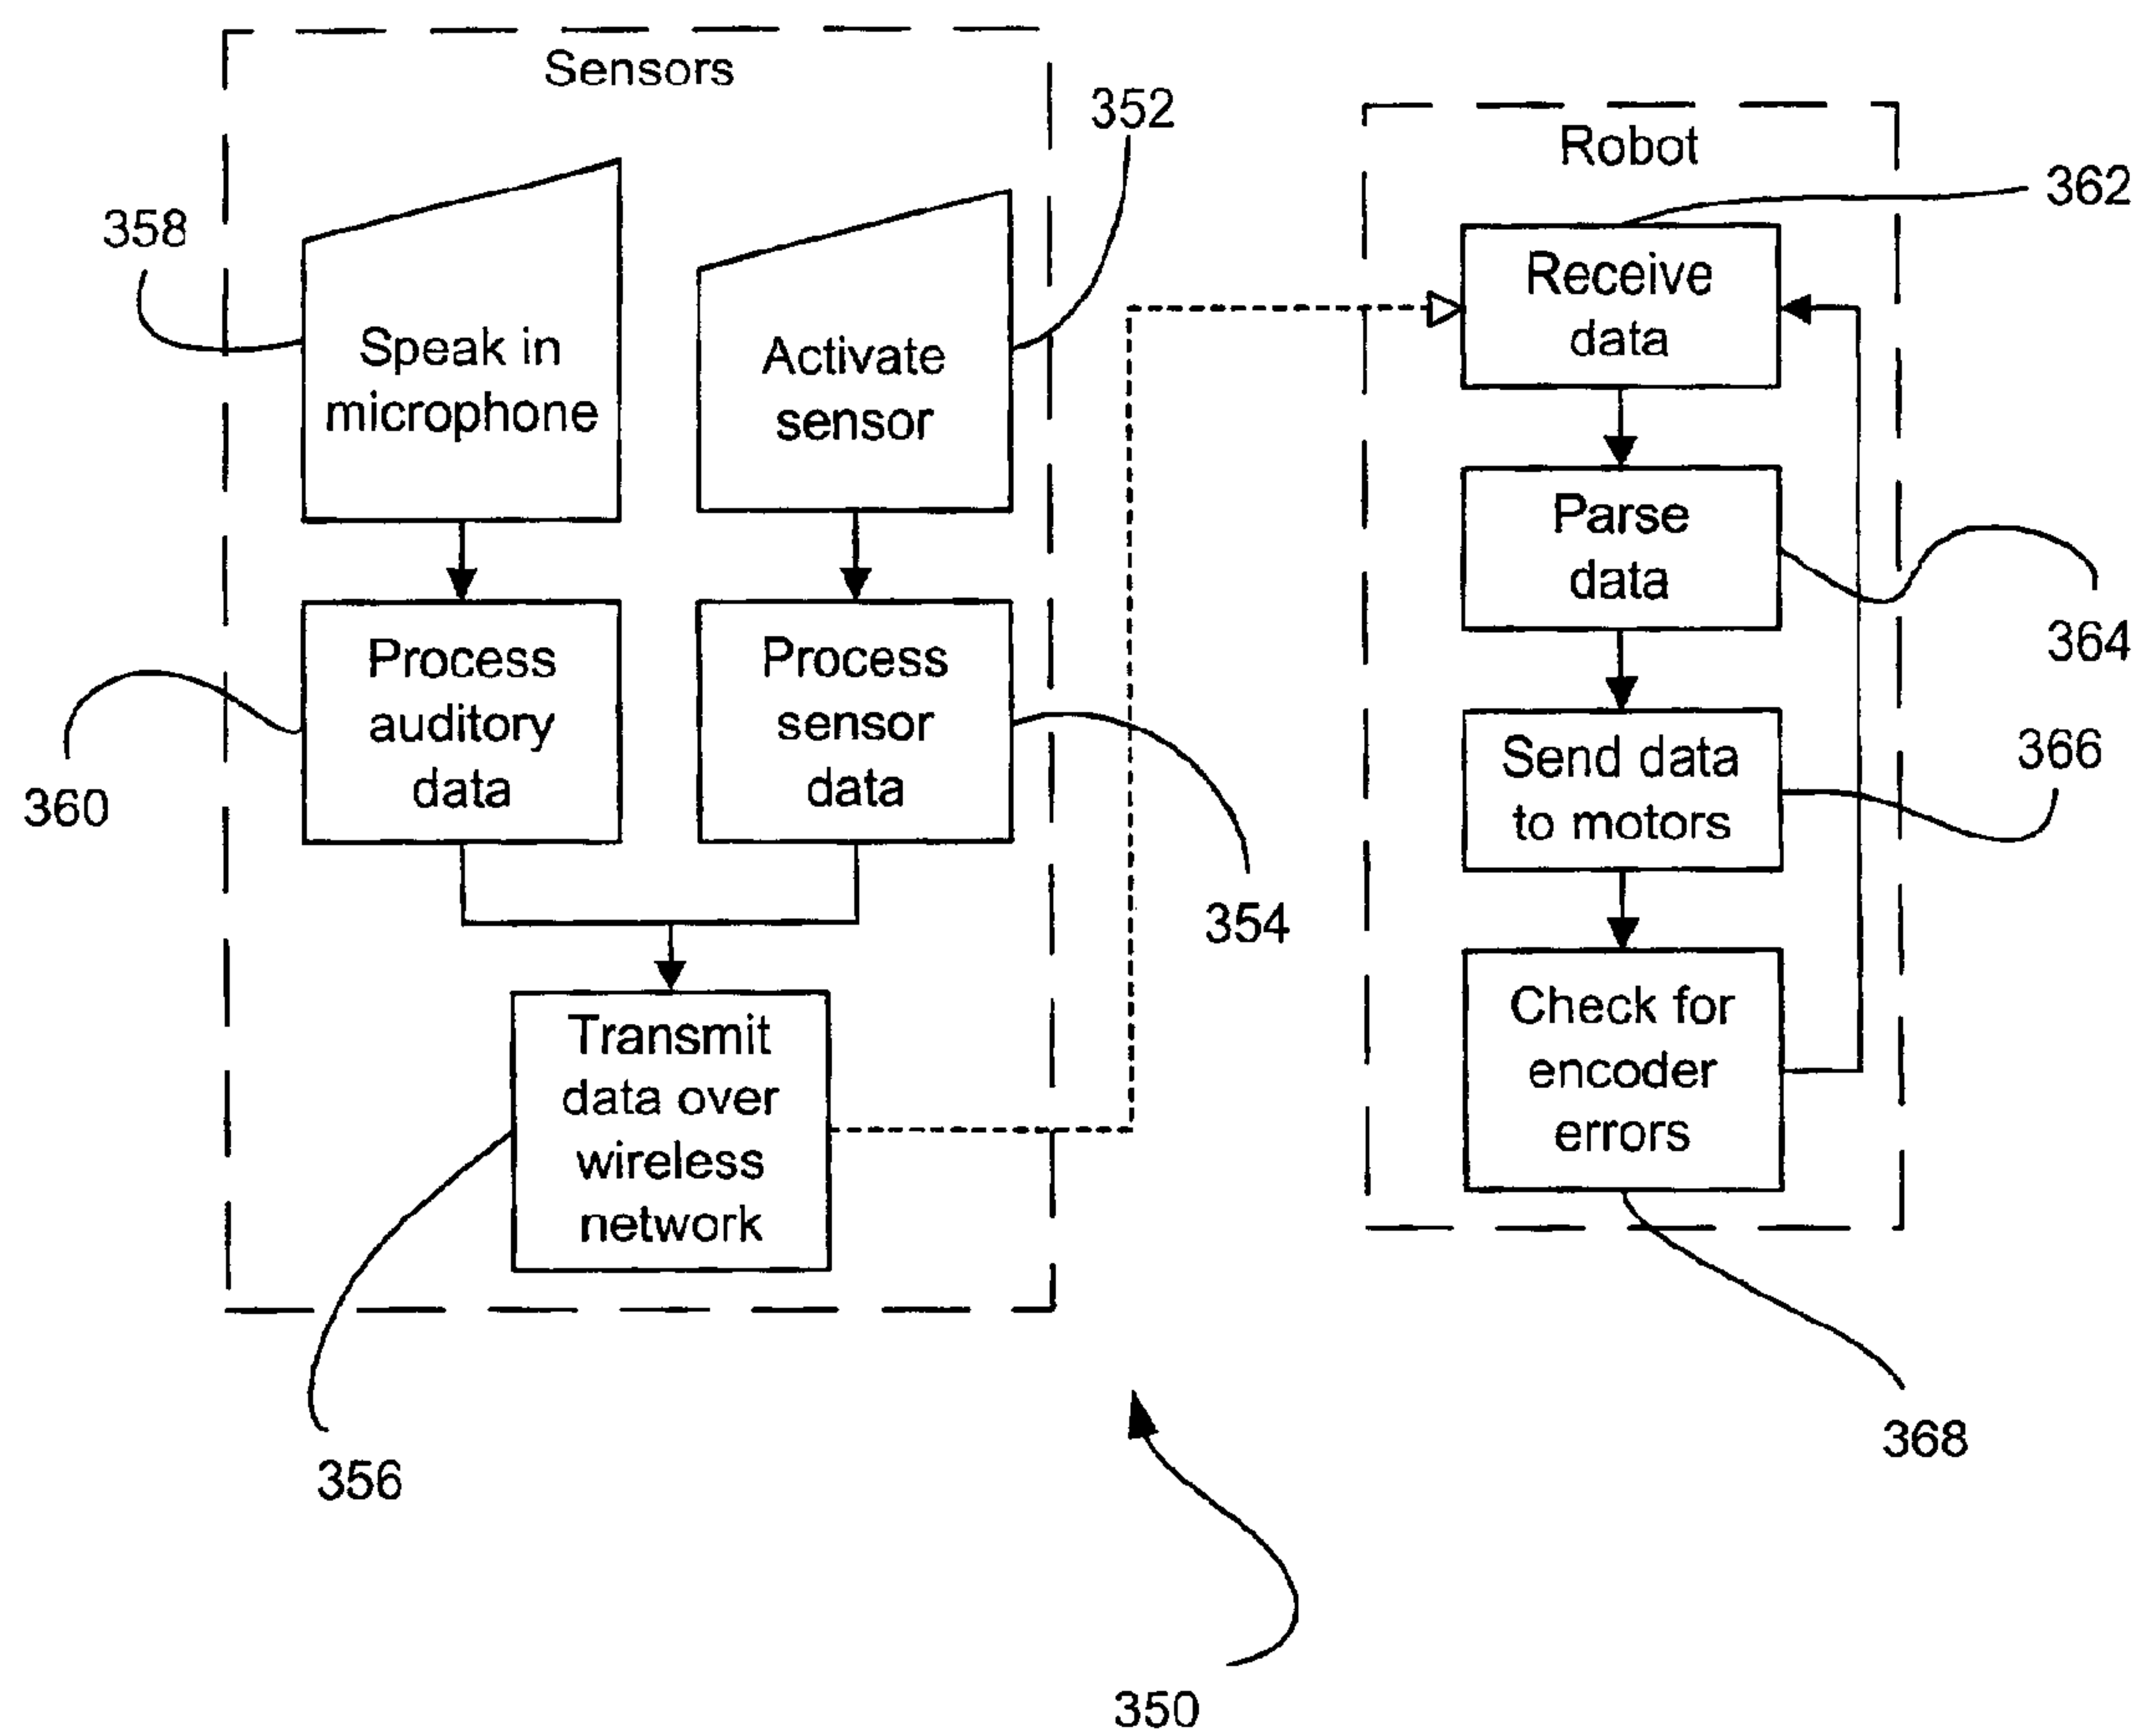 Sensors
352
358
Speak in
microphone
Activate
sensor
Process
auditory
data
Process
sensor
data
360
354
Transmit
data over
wireless
network
356
Robot
362
Receive
data
Parse
data
364
Send data
to motors
366
Check for
encoder
errors
368
350